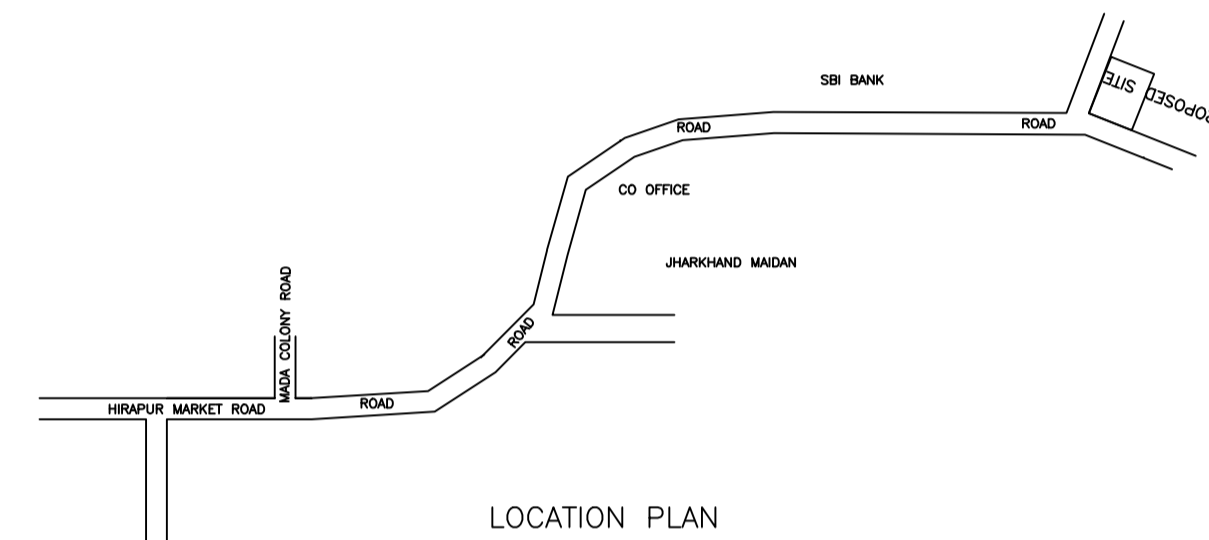 SBI BANK
SITE
ROAD
ROAD
CO OFFICE
JHARKHAND MAIDAN
MADA COLONY ROAD
ROAD
ROAD
HIRAPUR MARKET ROAD
LOCATION PLAN